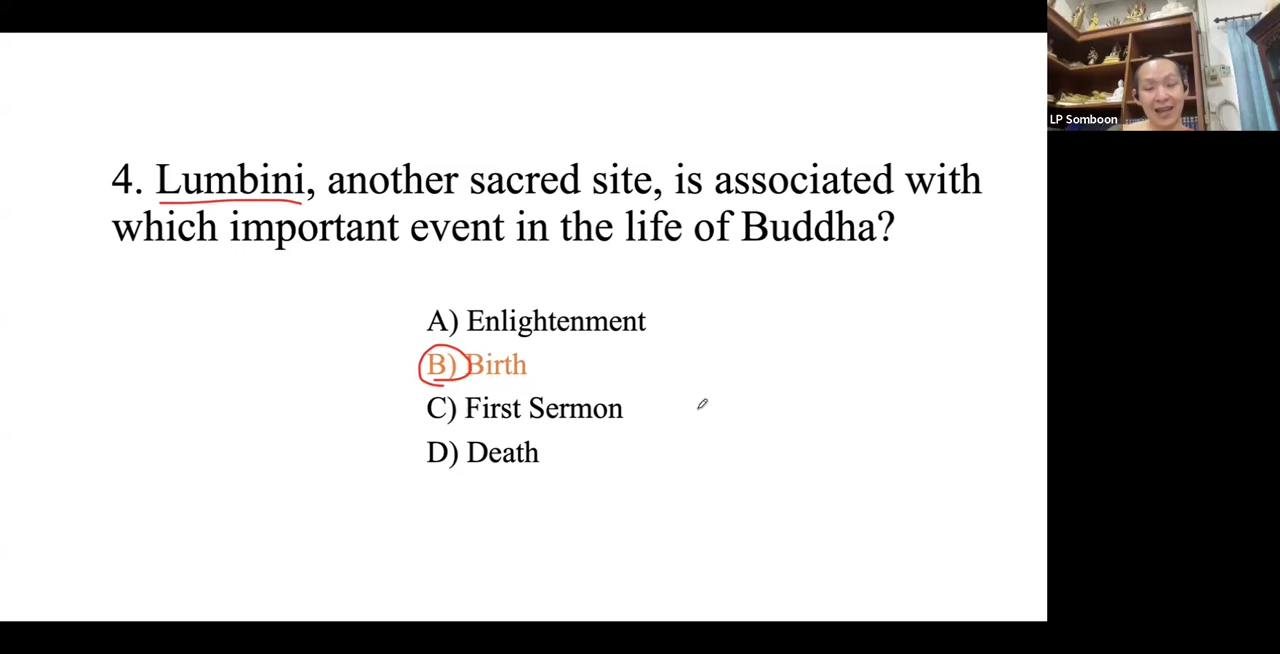 4. Lumbini, another sacred site, is associated with
which important event in the life of Buddha?
A) Enlightenment
B) Birth
C) First Sermon
D) Death
LP Somboon